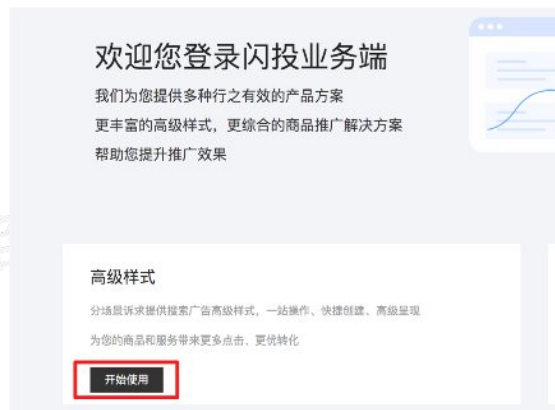 欢迎您登录闪投业务端
我们为您提供多种行之有效的产品方案
更丰富的高级样式，更综合的商品推广解决方案
帮助您提升推广效果
高级样式
分场景诉求提供搜索广告高级样式，一站操作、快捷创建、高级呈现
为您的商品和服务带来更多点击、更优转化
开始使用